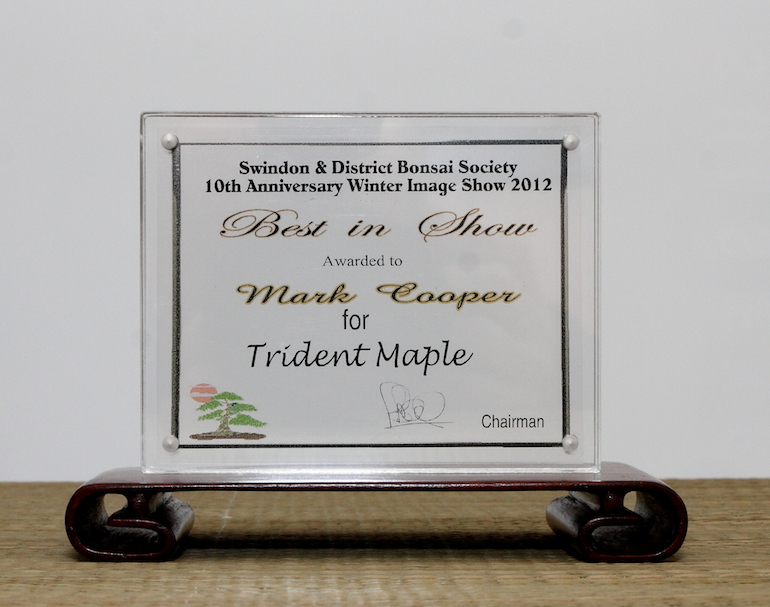 Swindon & District Bonsai Society
10th Anniversary Winter Image Show 2012
Best in Show
Awarded to
Mark Cooper
for
Trident Maple
Chairman